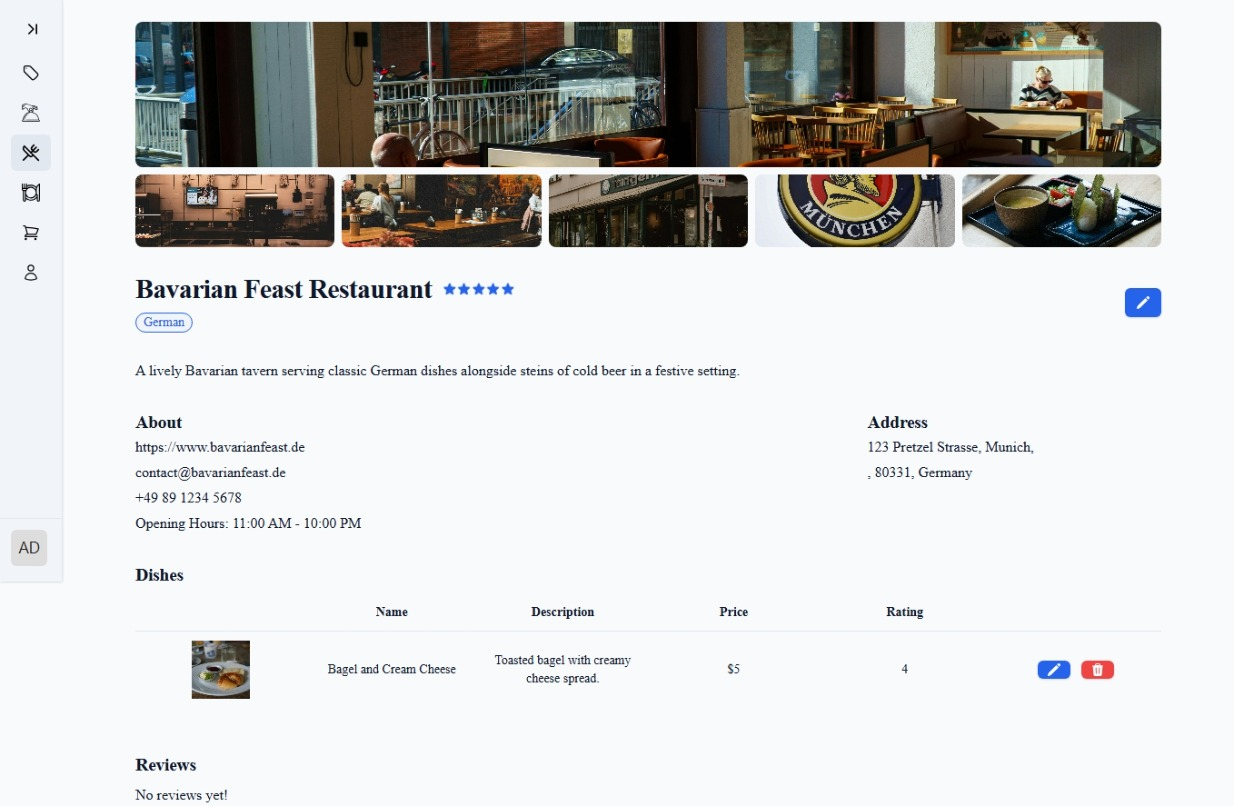 MÜNCHEN
Bavarian Feast Restaurant
German
A lively Bavarian tavern serving classic German dishes alongside steins of cold beer in a festive setting.
About
https://www.bavarianfeast.de
contact@bavarianfeast.de
+49 89 1234 5678
Opening Hours: 11:00 AM - 10:00 PM
Address
123 Pretzel Strasse, Munich,
, 80331, Germany
AD
Dishes
Name Description Price Rating
Bagel and Cream Cheese
Toasted bagel with creamy
cheese spread.
$5
4
Reviews
No reviews yet!